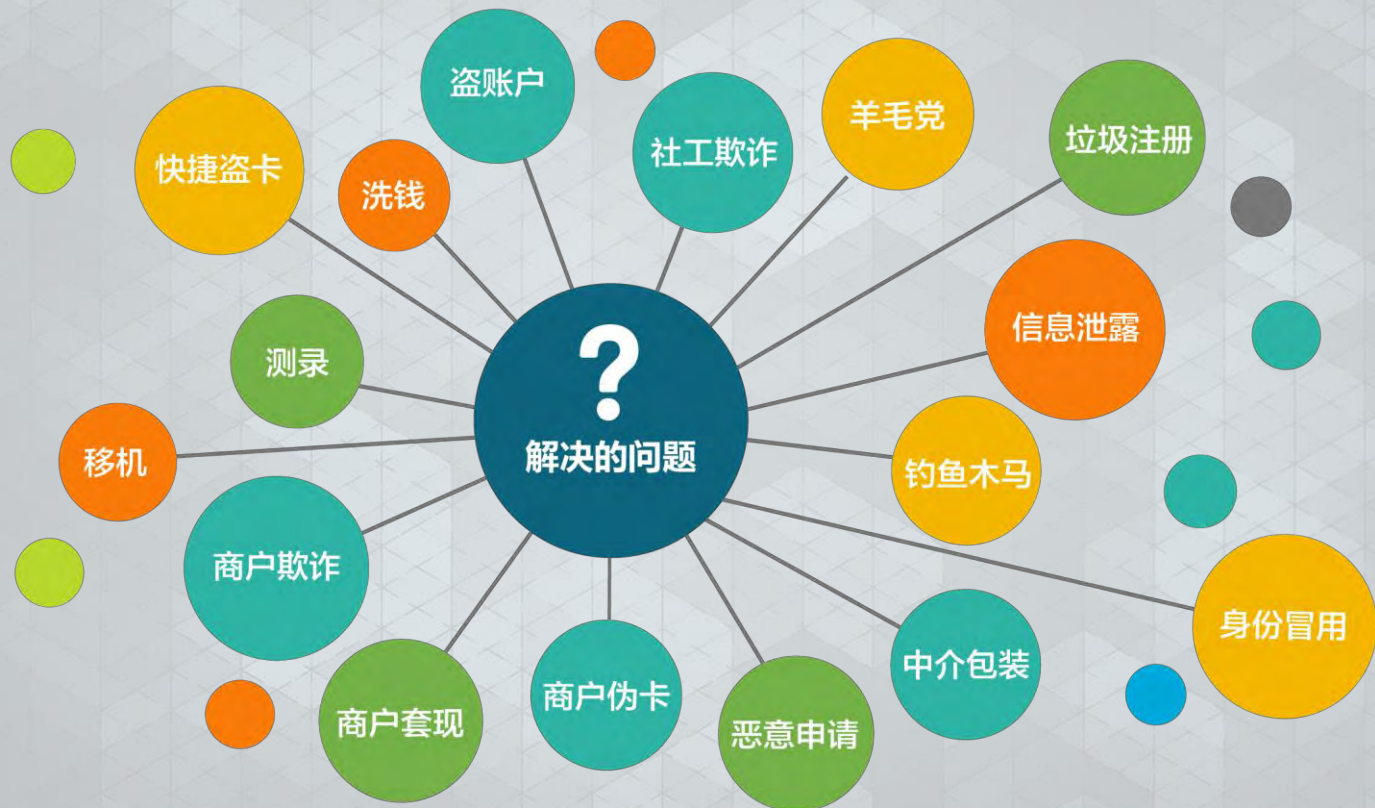 盗账户
羊毛党
社工欺诈
垃圾注册
快捷盗卡
洗钱
信息泄露
测录
?
解决的问题
移机
钓鱼木马
商户欺诈
身份冒用
中介包装
商户伪卡
商户套现
恶意申请